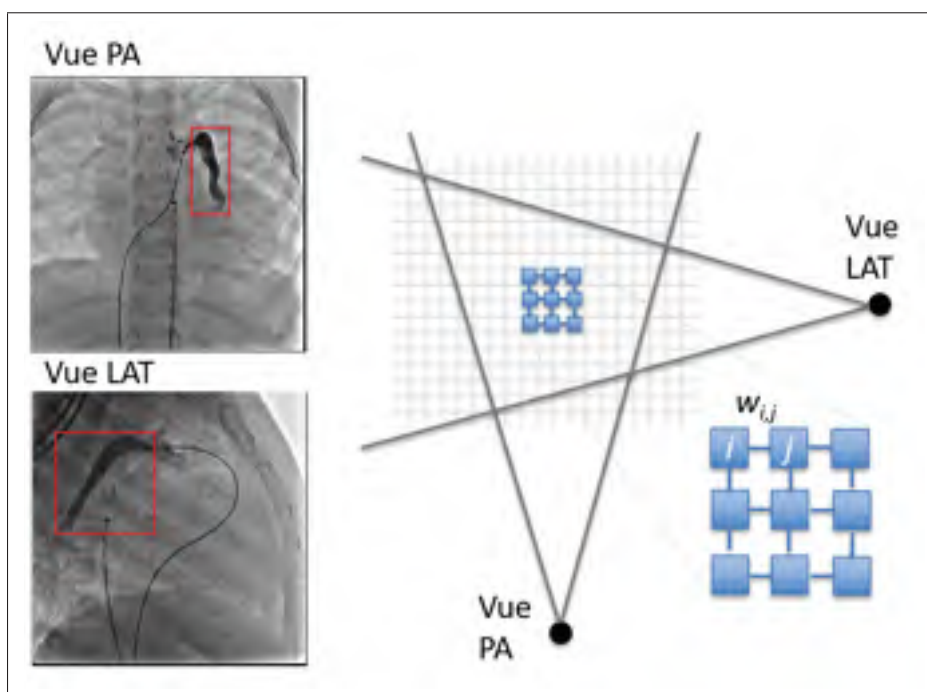 Vue PA
Vue LAT
Vue
LAT
w_{i,j}
i
j
Vue
PA